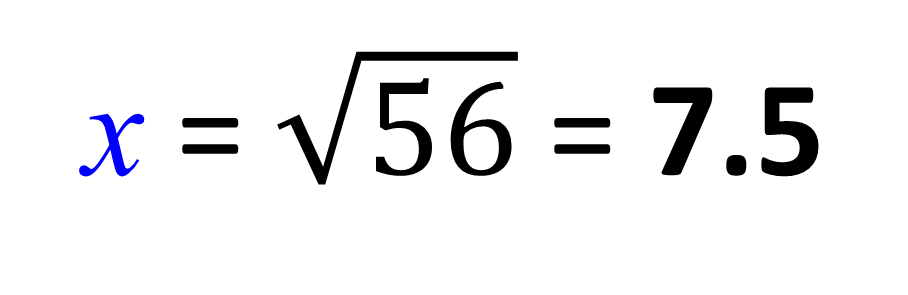 x = √56 = 7.5